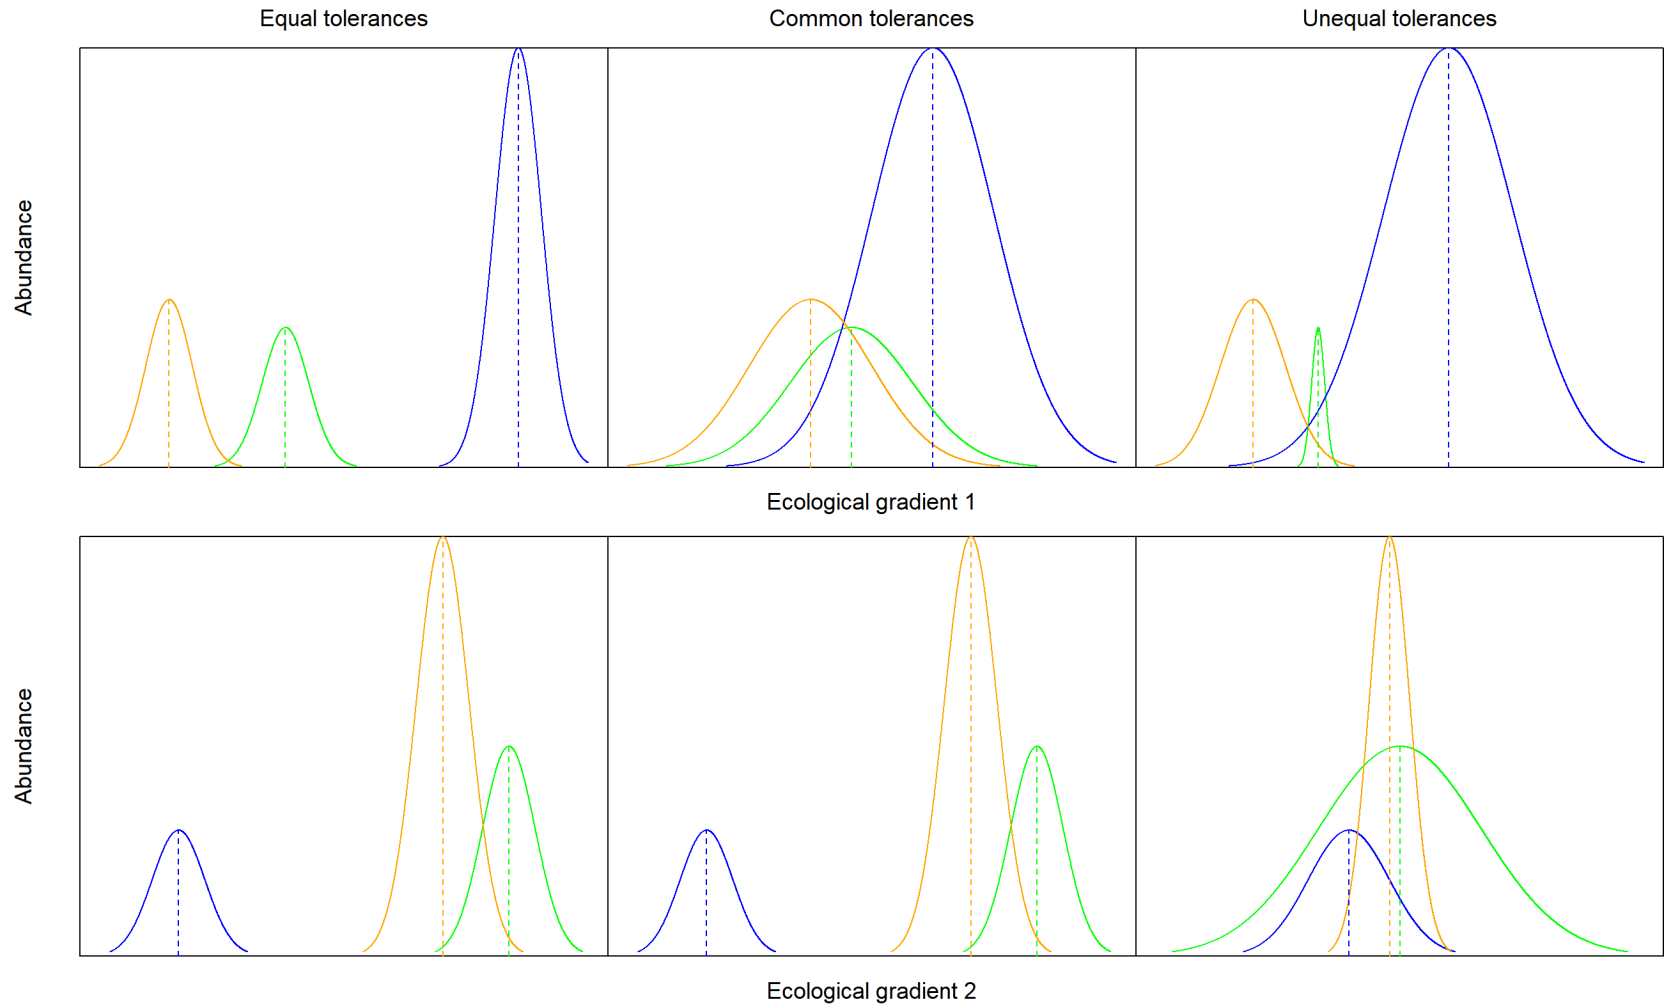 Equal tolerances
Common tolerances
Unequal tolerances
Abundance
Ecological gradient 1
Abundance
Ecological gradient 2